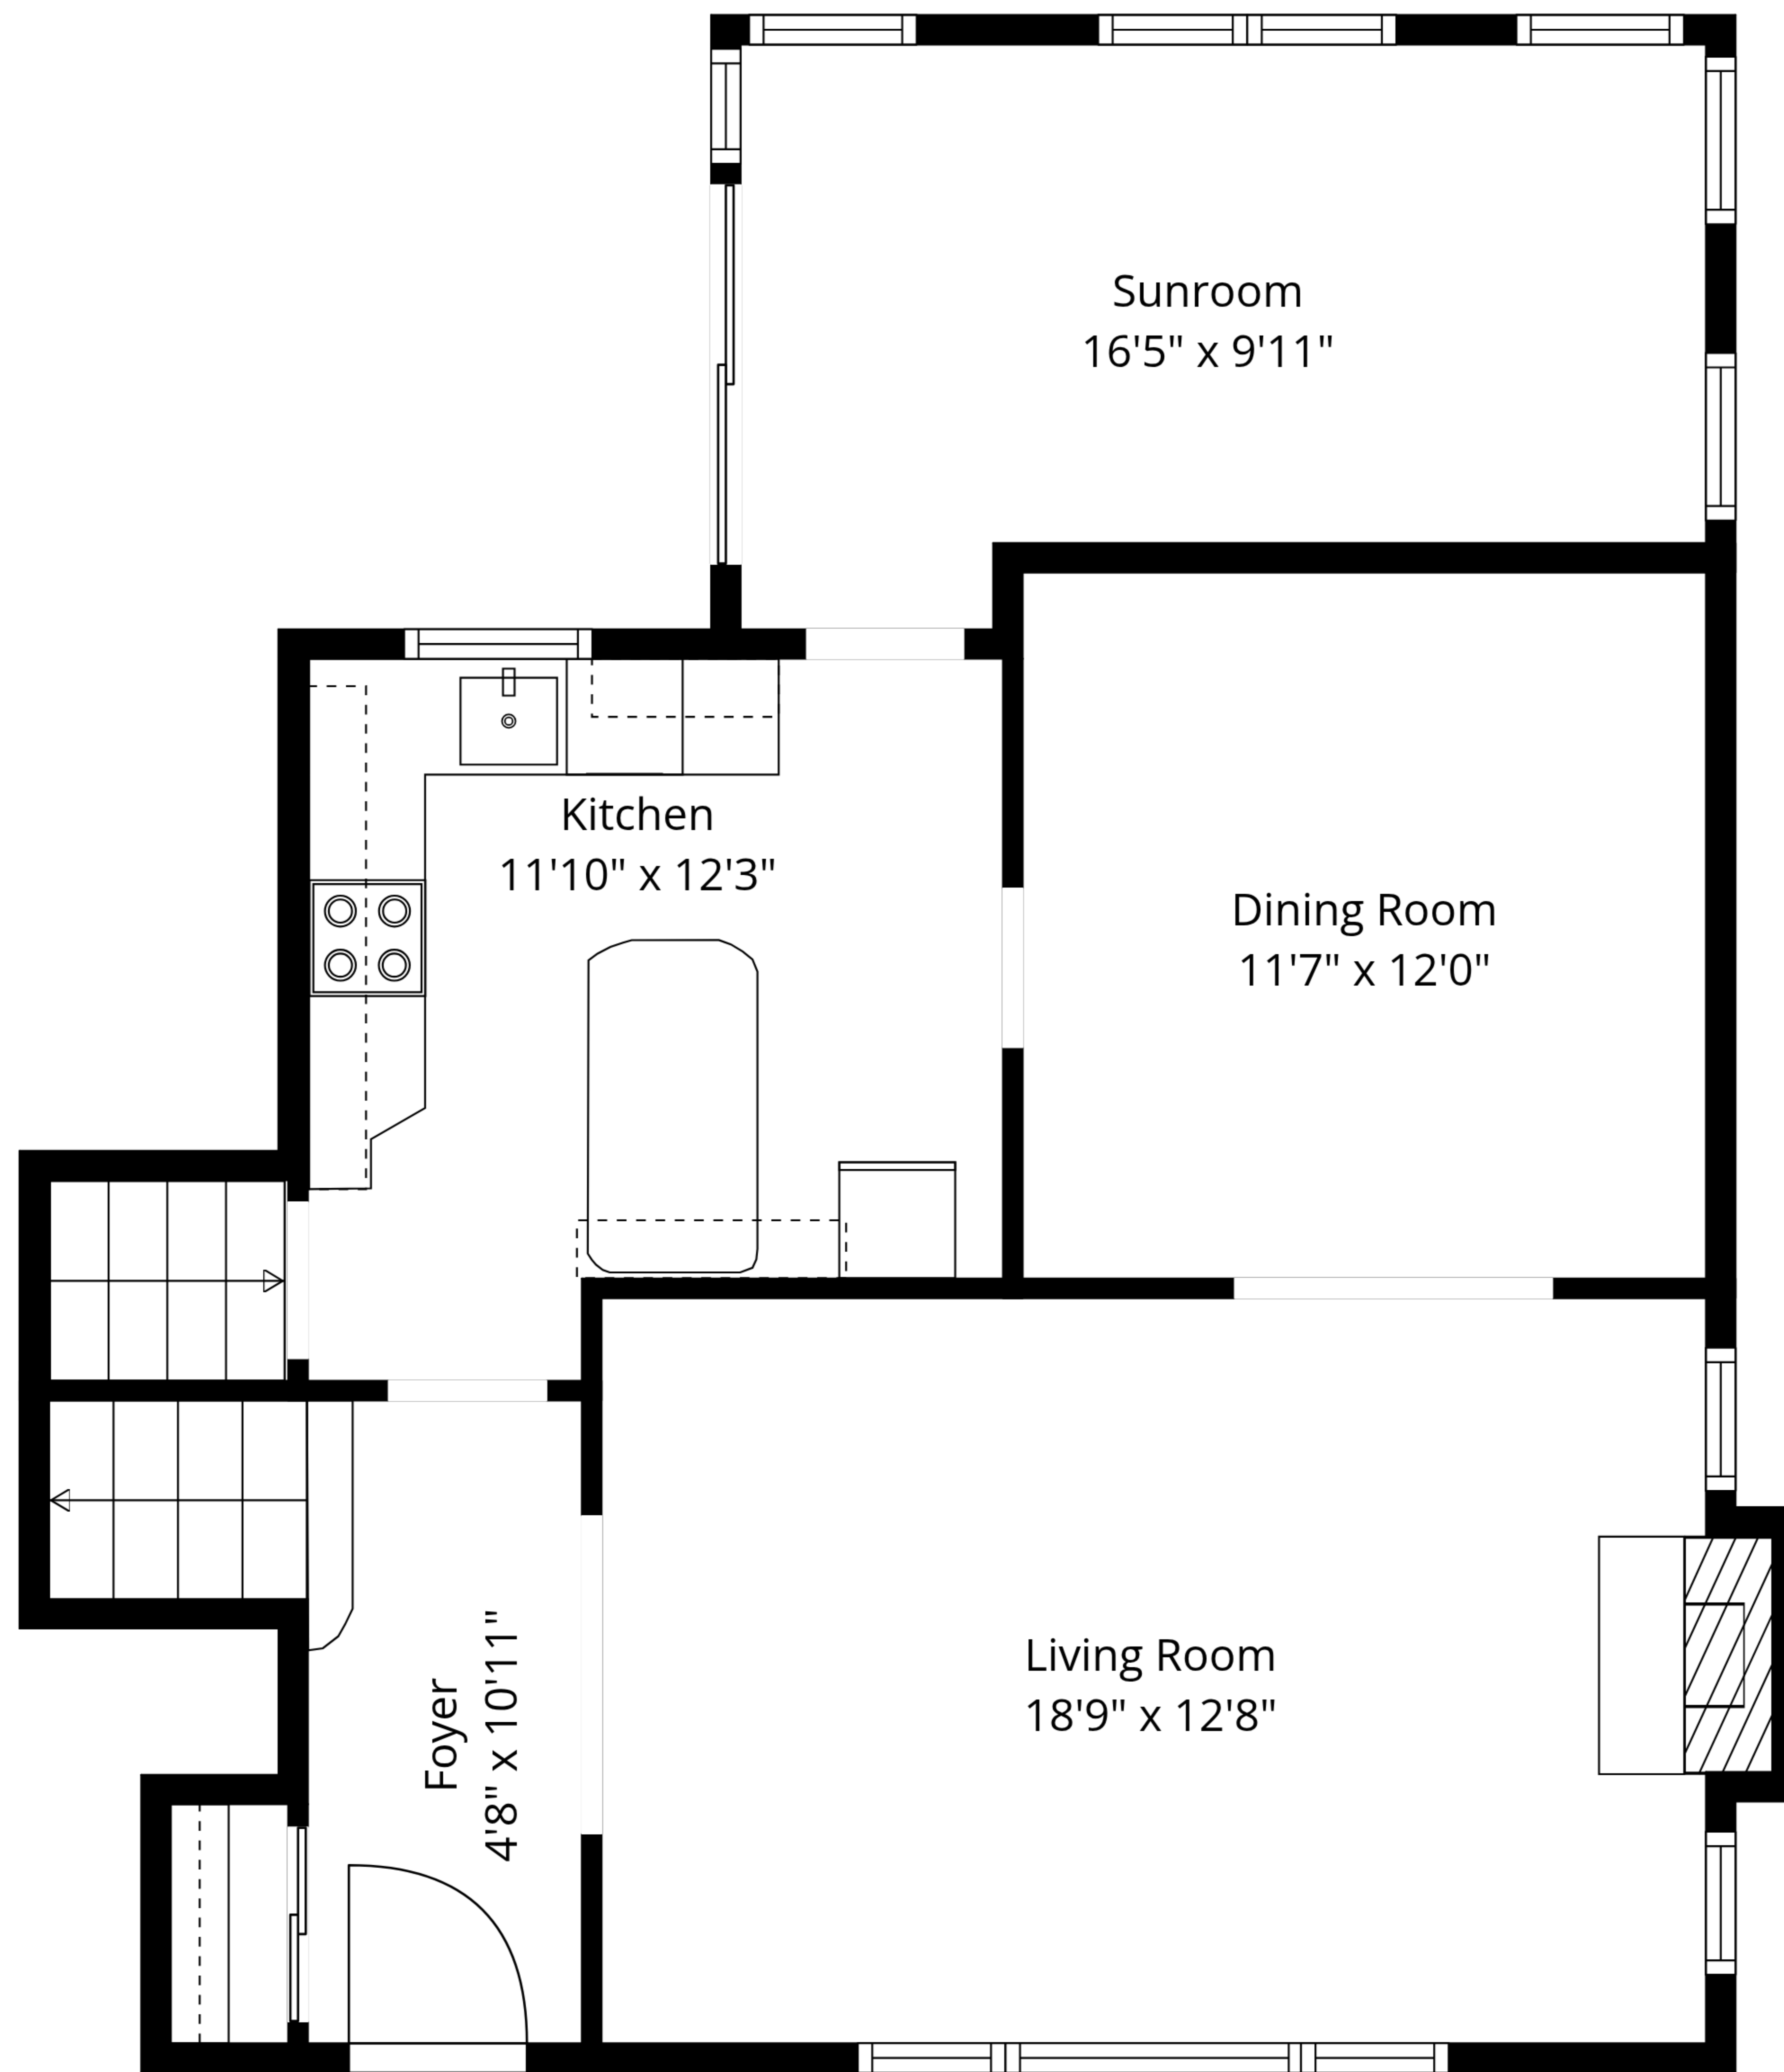 Sunroom
16'5" x 9'11"
Kitchen
11'10" x 12'3"
Dining Room
11'7" x 12'0"
Living Room
18'9" x 12'8"
Foyer
4'8" x 10'11"